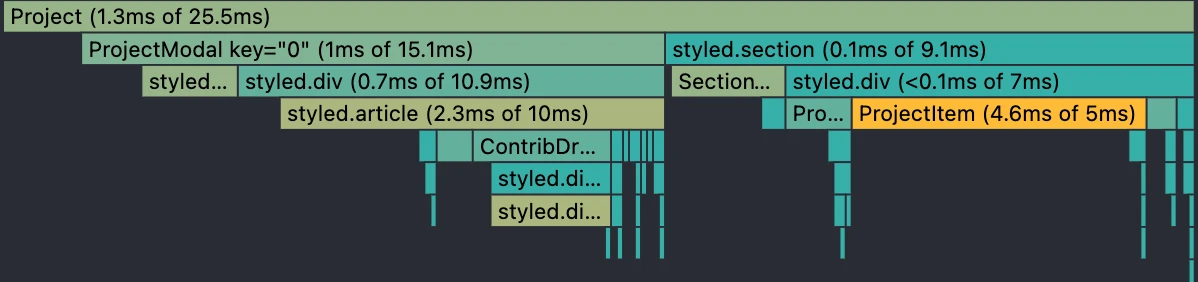 Project (1.3ms of 25.5ms)
ProjectModal key="0" (1ms of 15.1ms) styled.section (0.1ms of 9.1ms)
styled... styled.div (0.7ms of 10.9ms) Section... styled.div (<0.1ms of 7ms)
styled.article (2.3ms of 10ms) Pro... ProjectItem (4.6ms of 5ms)
ContribDr...
styled.di...
styled.di...